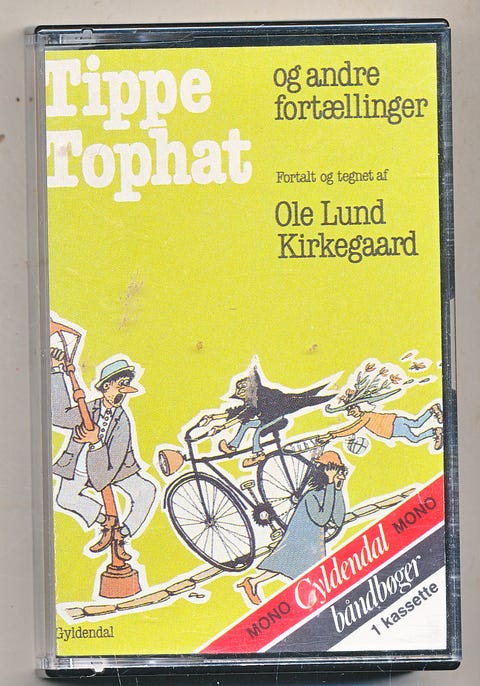 Tippe
Tophat
og andre
fortællinger
Fortalt og tegnet af
Ole Lund
Kirkegaard
MONO Gyldendal MONO
båndbøger
1 kassette
Gyldendal